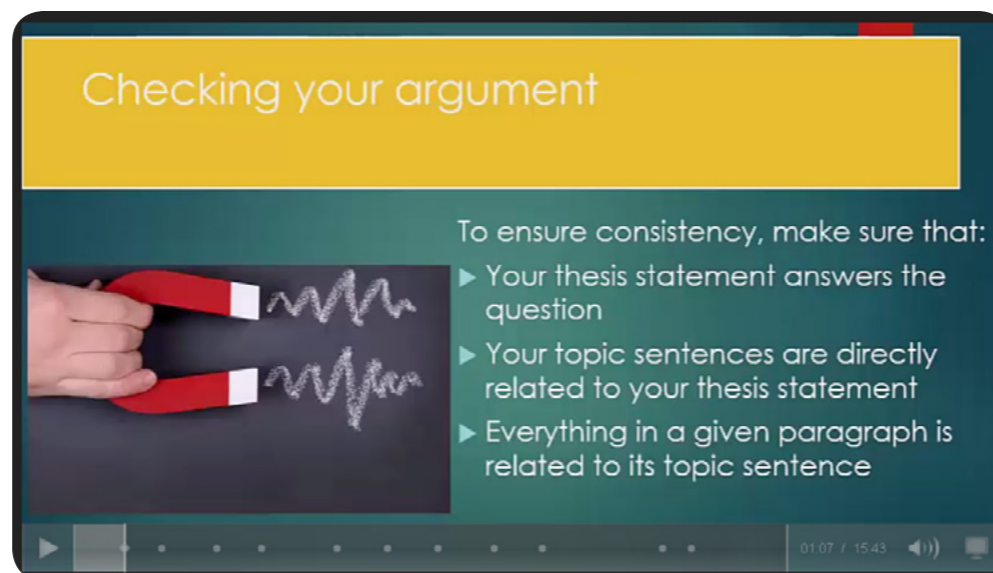 Checking your argument
To ensure consistency, make sure that:
Your thesis statement answers the
question
Your topic sentences are directly
related to your thesis statement
Everything in a given paragraph is
related to its topic sentence
01:07 / 15:43